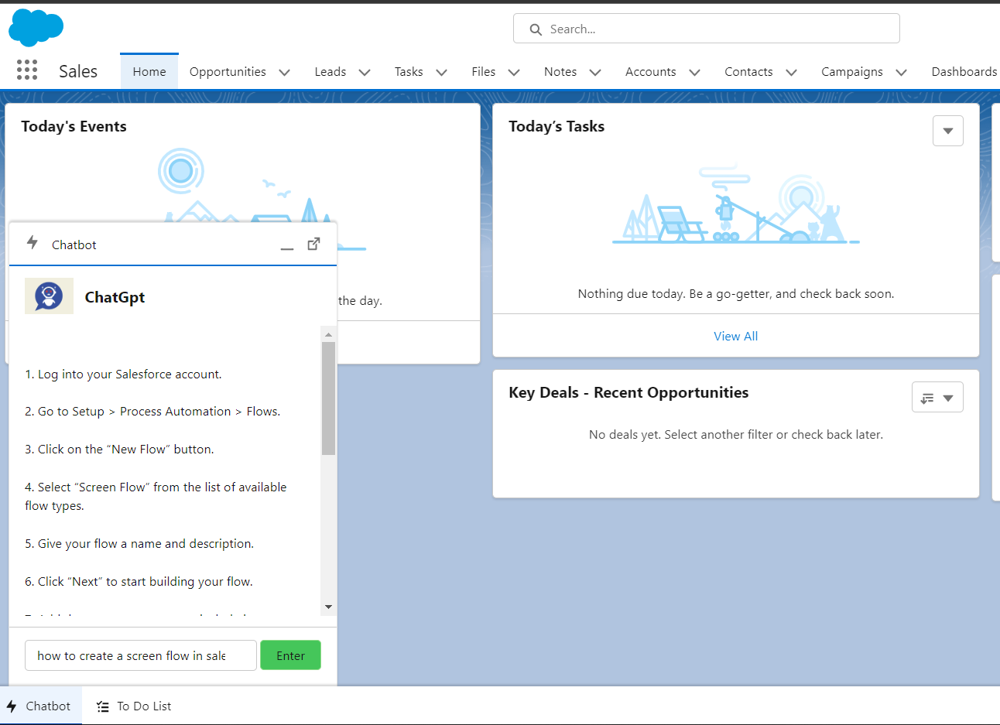 Search...
Sales
Home
Opportunities
Leads
Tasks
Files
Notes
Accounts
Contacts
Campaigns
Dashboards
Today's Events
the day.
Today’s Tasks
Nothing due today. Be a go-getter, and check back soon.
View All
Key Deals - Recent Opportunities
No deals yet. Select another filter or check back later.
Chatbot
ChatGpt
1. Log into your Salesforce account.
2. Go to Setup > Process Automation > Flows.
3. Click on the “New Flow” button.
4. Select “Screen Flow” from the list of available
flow types.
5. Give your flow a name and description.
6. Click “Next” to start building your flow.
how to create a screen flow in sale
Enter
Chatbot
To Do List